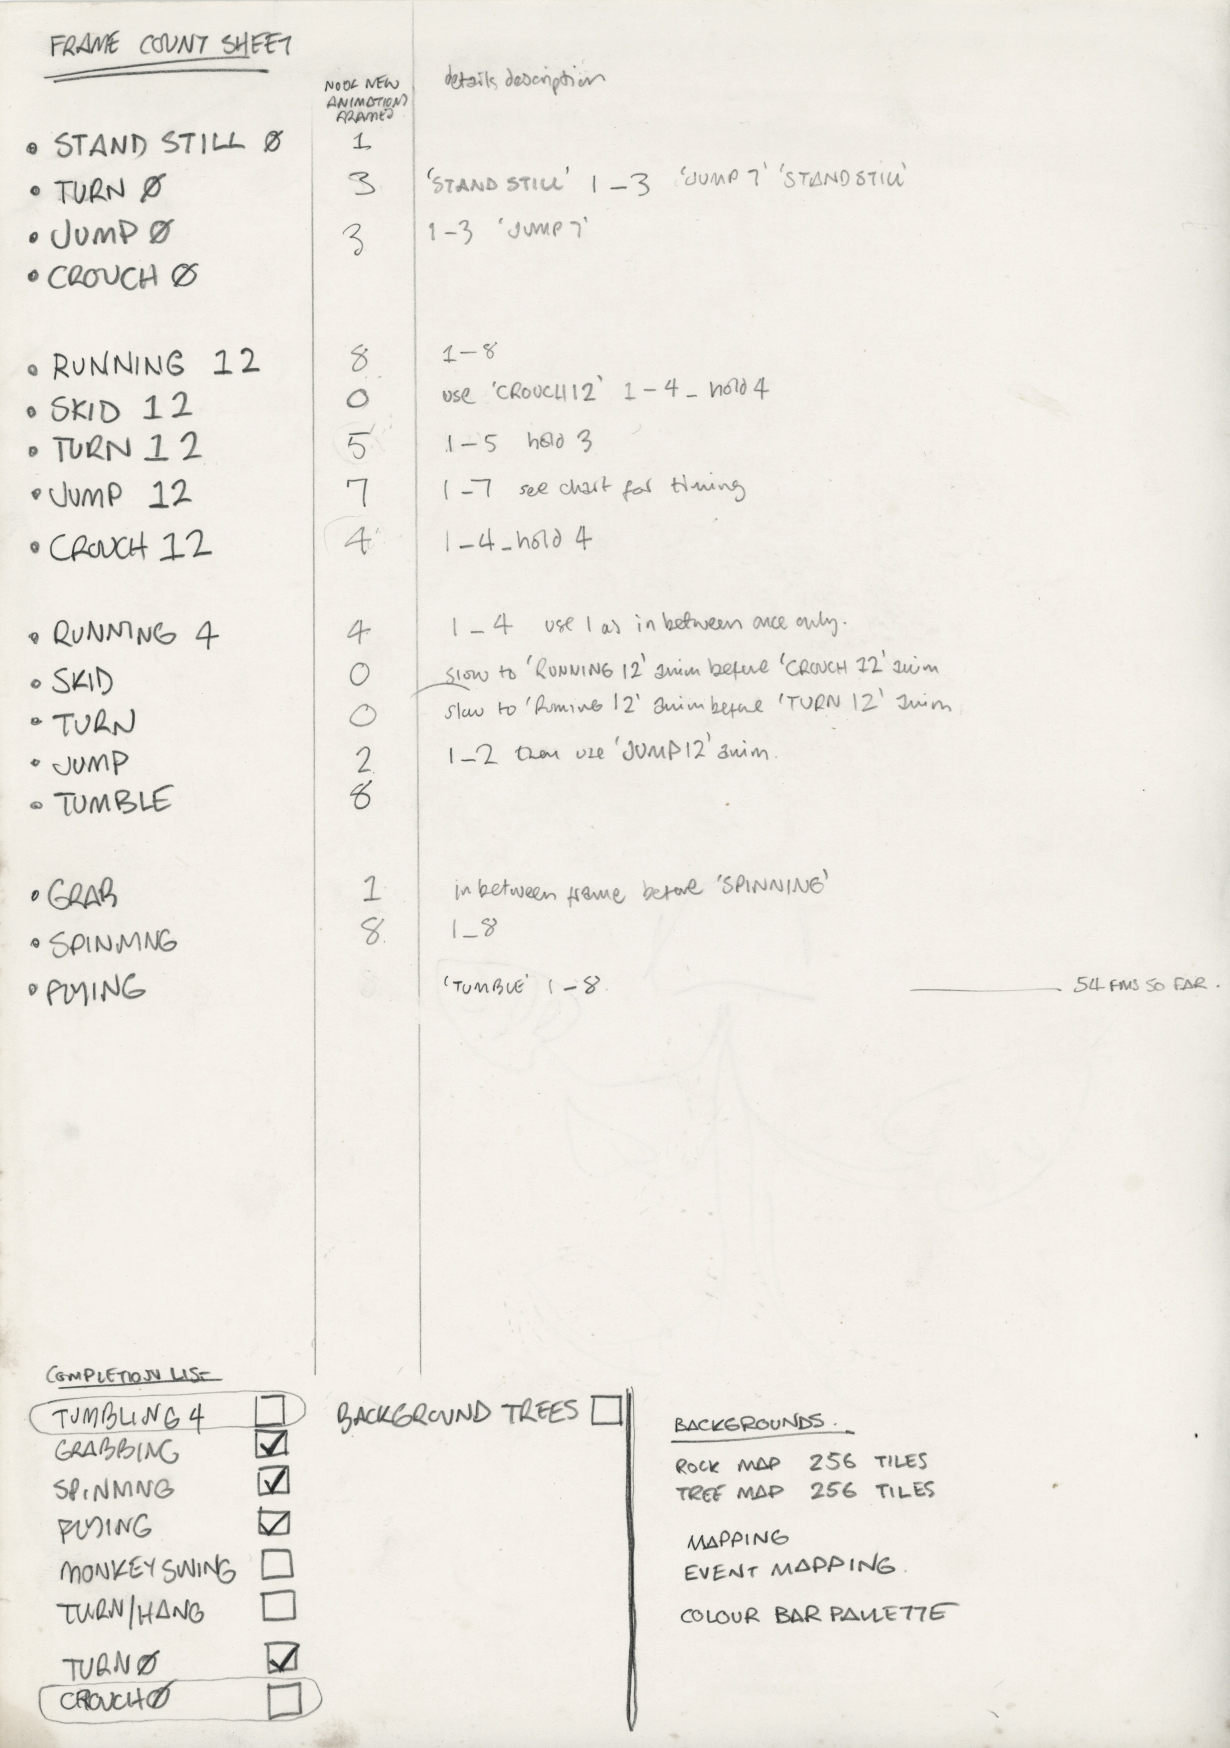 FRAME COUNT SHEET
NO OF NEW ANIMATION FRAMES
details description
• STAND STILL Ø 1
• TURN Ø 3 'STAND STILL' 1–3 'JUMP 7' 'STAND STILL'
• JUMP Ø 3 1–3 'JUMP 7'
• CROUCH Ø
• RUNNING 12 8 1–8
• SKID 12 0 use 'CROUCH 12' 1–4 – hold 4
• TURN 12 5 1–5 hold 3
• JUMP 12 7 1–7 see chart for timing
• CROUCH 12 4 1–4 – hold 4
• RUNNING 4 4 1–4 use 1 as in between once only.
• SKID 0 slow to 'RUNNING 12' anim before 'CROUCH 12' anim
• TURN 0 slow to 'Running 12' anim before 'TURN 12' anim
• JUMP 2 1–2 then use 'JUMP 12' anim.
• TUMBLE 8
• GRAB 1 in between frame before 'SPINNING'
• SPINNING 8 1–8
• FLYING 'TUMBLE' 1–8 54 FMS SO FAR.
COMPLETION LIST
TUMBLING 4
GRABBING ✓
SPINNING ✓
FLYING ✓
MONKEY SWING
TURN/HANG
TURN Ø ✓
CROUCH Ø
BACKGROUND TREES
BACKGROUNDS.
ROCK MAP 256 TILES
TREE MAP 256 TILES
MAPPING
EVENT MAPPING.
COLOUR BAR PALLETTE